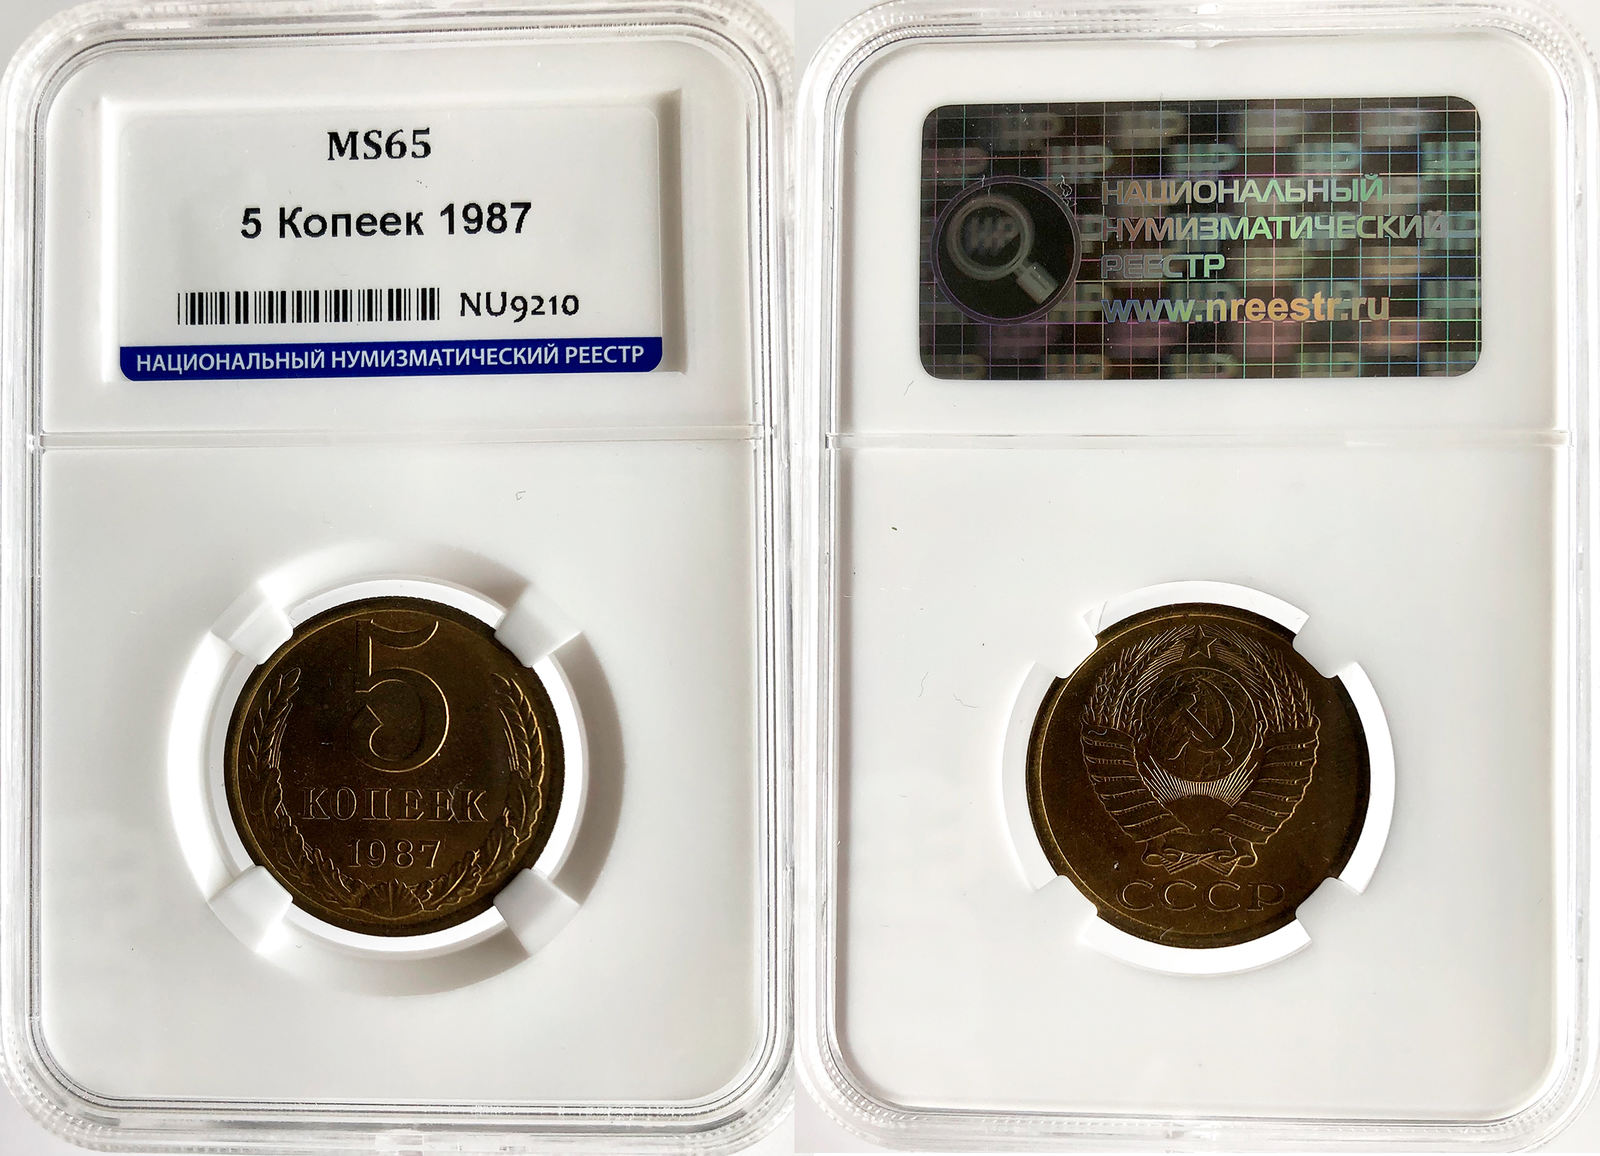 MS65
5 Копеек 1987
NU9210
НАЦИОНАЛЬНЫЙ НУМИЗМАТИЧЕСКИЙ РЕЕСТР
5
КОПЕЕК
1987
НАЦИОНАЛЬНЫЙ
НУМИЗМАТИЧЕСКИЙ
РЕЕСТР
www.nreestr.ru
СССР